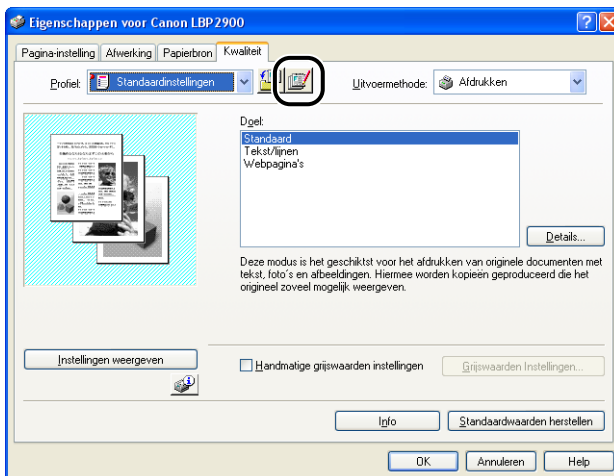 Eigenschappen voor Canon LBP2900
Pagina-instelling Afwerking Papierbron Kwaliteit
Profiel: Standaardinstellingen Uitvoermethode: Afdrukken
Doel:
Standaard
Tekst/lijnen
Webpagina's
Details...
Deze modus is het geschiktst voor het afdrukken van originele documenten met
tekst, foto's en afbeeldingen. Hiermee worden kopieën geproduceerd die het
origineel zoveel mogelijk weergeven.
Instellingen weergeven
Handmatige grijswaarden instellingen Grijswaarden Instellingen...
Info Standaardwaarden herstellen
OK Annuleren Help